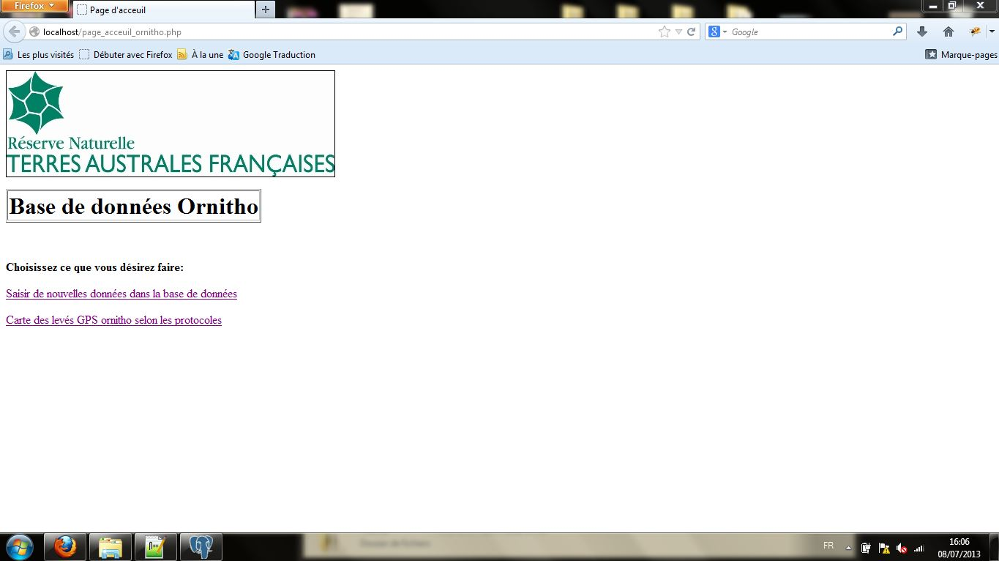 Firefox
Page d'acceuil
localhost/page_acceuil_ornitho.php
Google
Les plus visités
Débuter avec Firefox
À la une
Google Traduction
Marque-pages
Réserve Naturelle
TERRES AUSTRALES FRANÇAISES
Base de données Ornitho
Choisissez ce que vous désirez faire:
Saisir de nouvelles données dans la base de données
Carte des levés GPS ornitho selon les protocoles
FR
16:06
08/07/2013